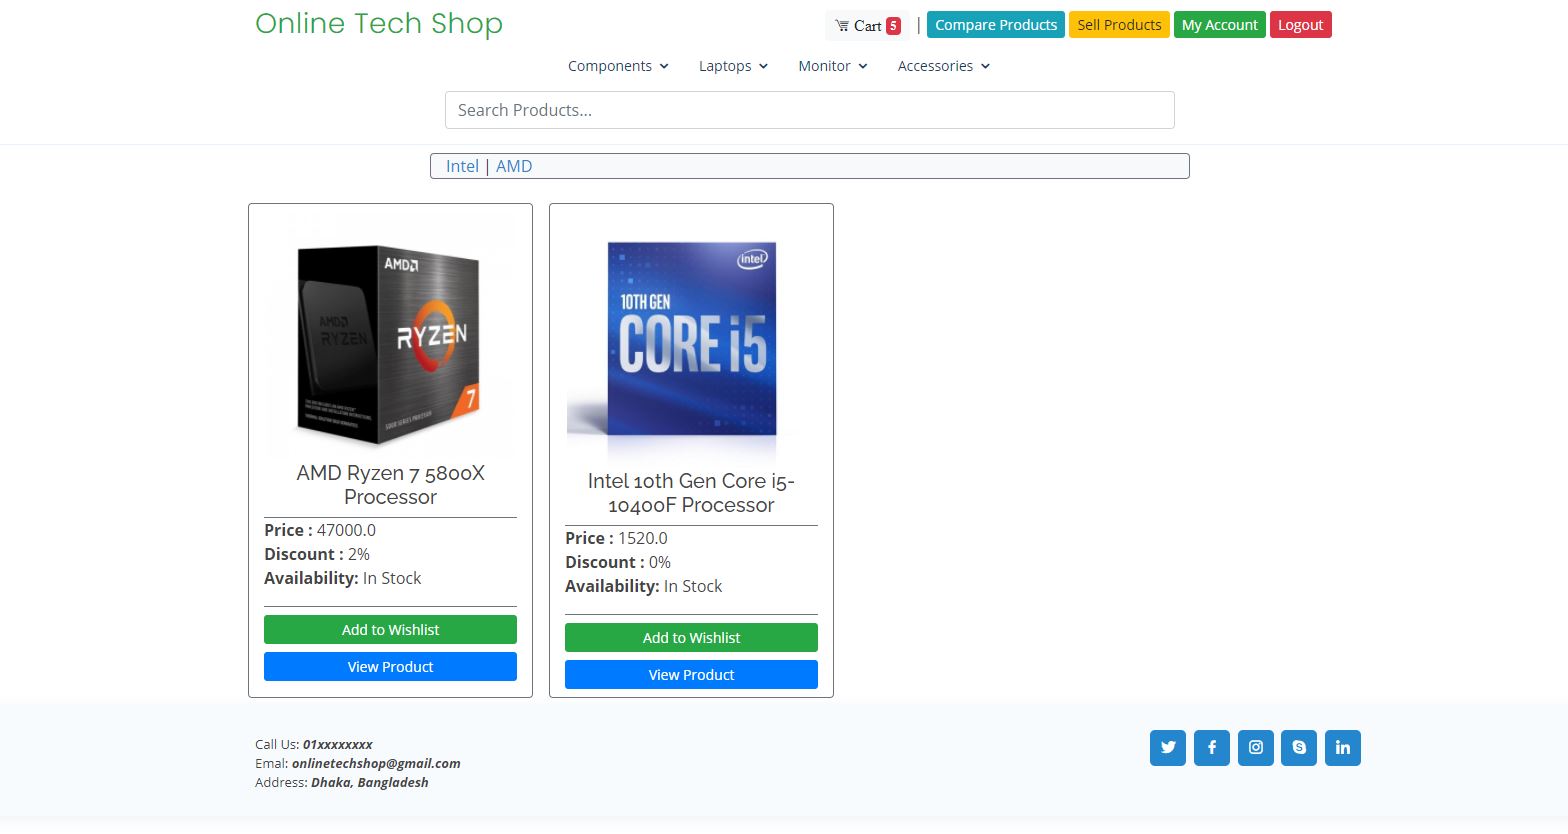 Online Tech Shop
Cart 5 | Compare Products Sell Products My Account Logout
Components Laptops Monitor Accessories
Search Products...
Intel | AMD
AMD
RYZEN
AMD
RYZEN
7
AMD Ryzen 7 5800X
Processor
Price : 47000.0
Discount : 2%
Availability: In Stock
Add to Wishlist
View Product
intel
10TH GEN
CORE i5
Intel 10th Gen Core i5-
10400F Processor
Price : 1520.0
Discount : 0%
Availability: In Stock
Add to Wishlist
View Product
Call Us: 01xxxxxxxx
Emal: onlinetechshop@gmail.com
Address: Dhaka, Bangladesh